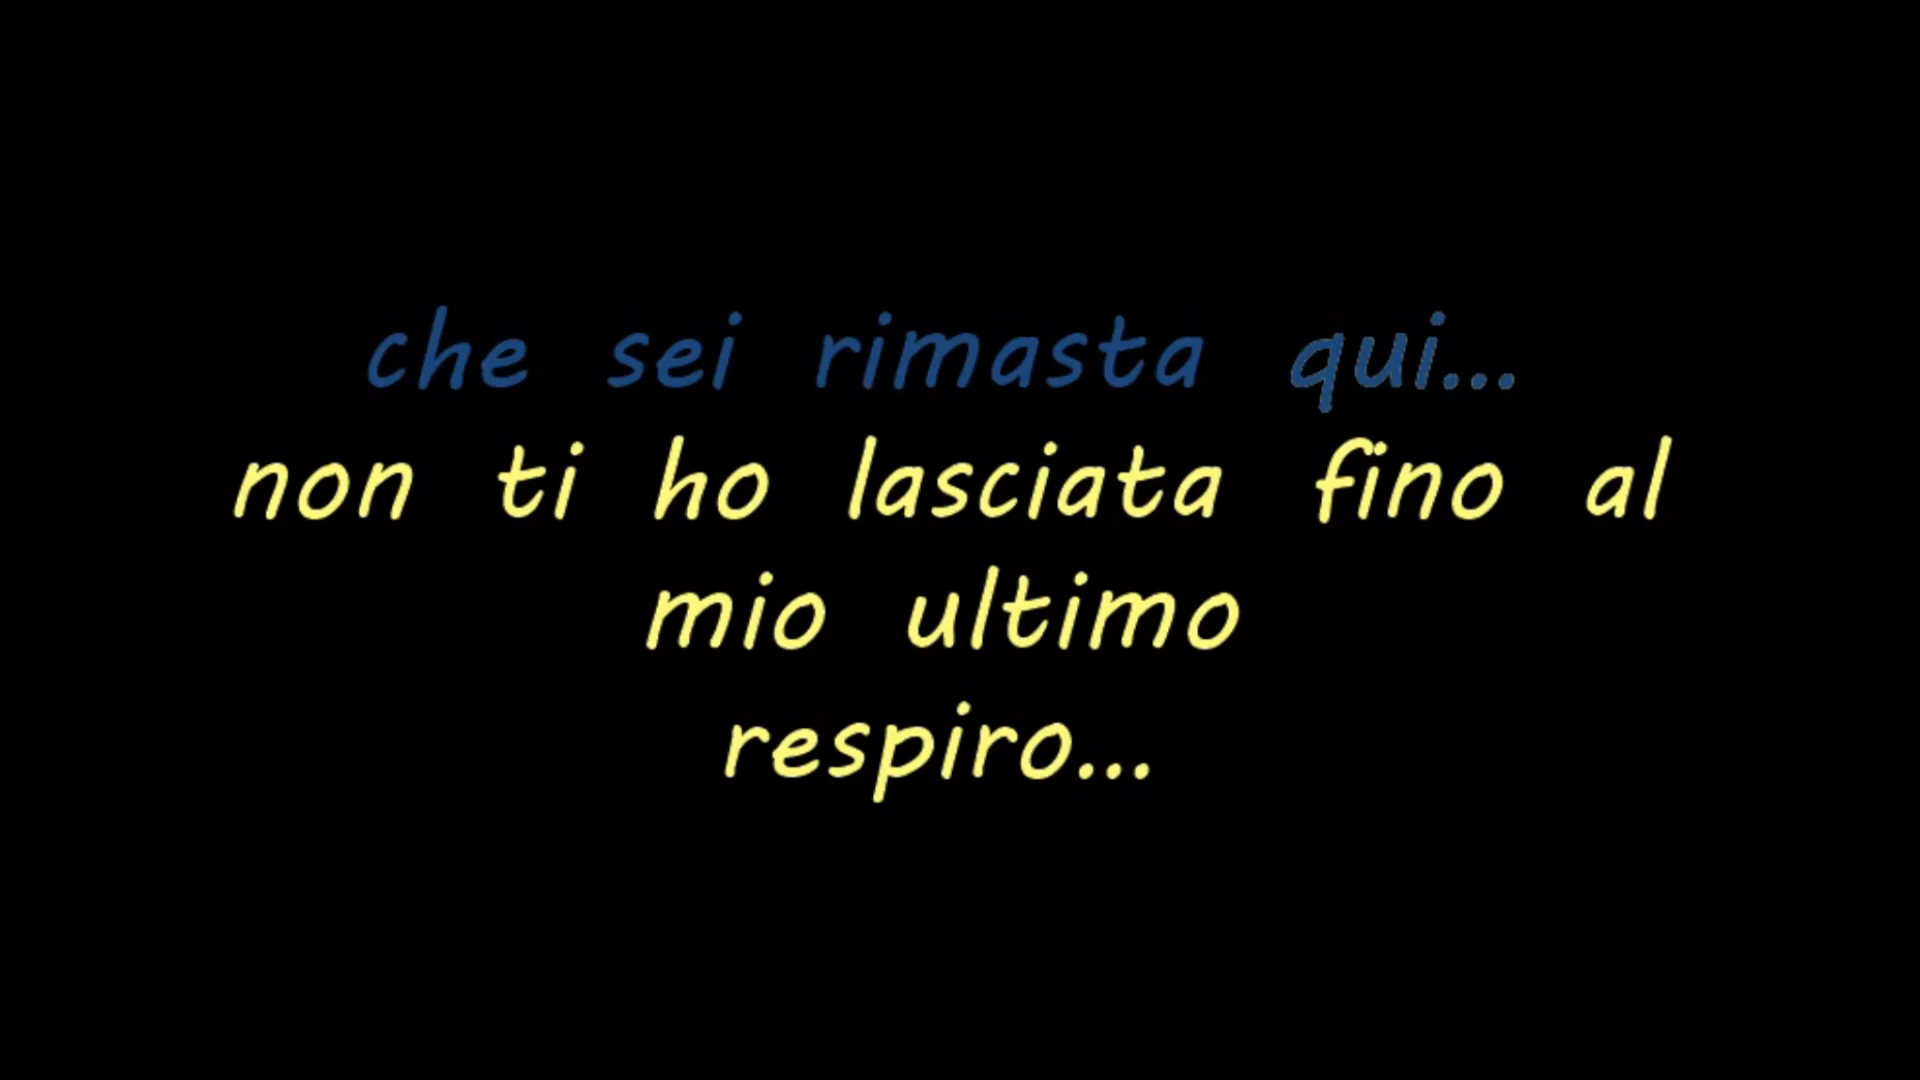 che sei rimasta qui...
non ti ho lasciata fino al
mio ultimo
respiro...